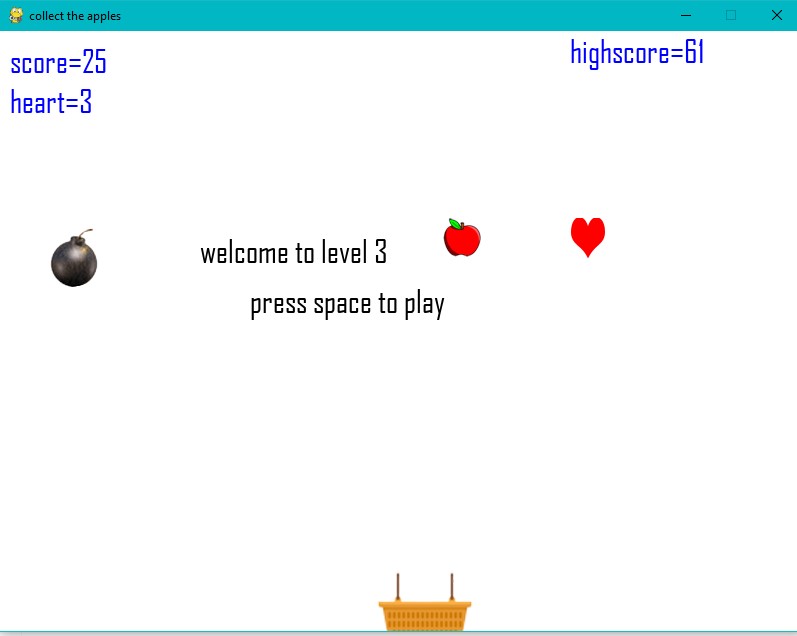 collect the apples
score=25
highscore=61
heart=3
welcome to level 3
press space to play